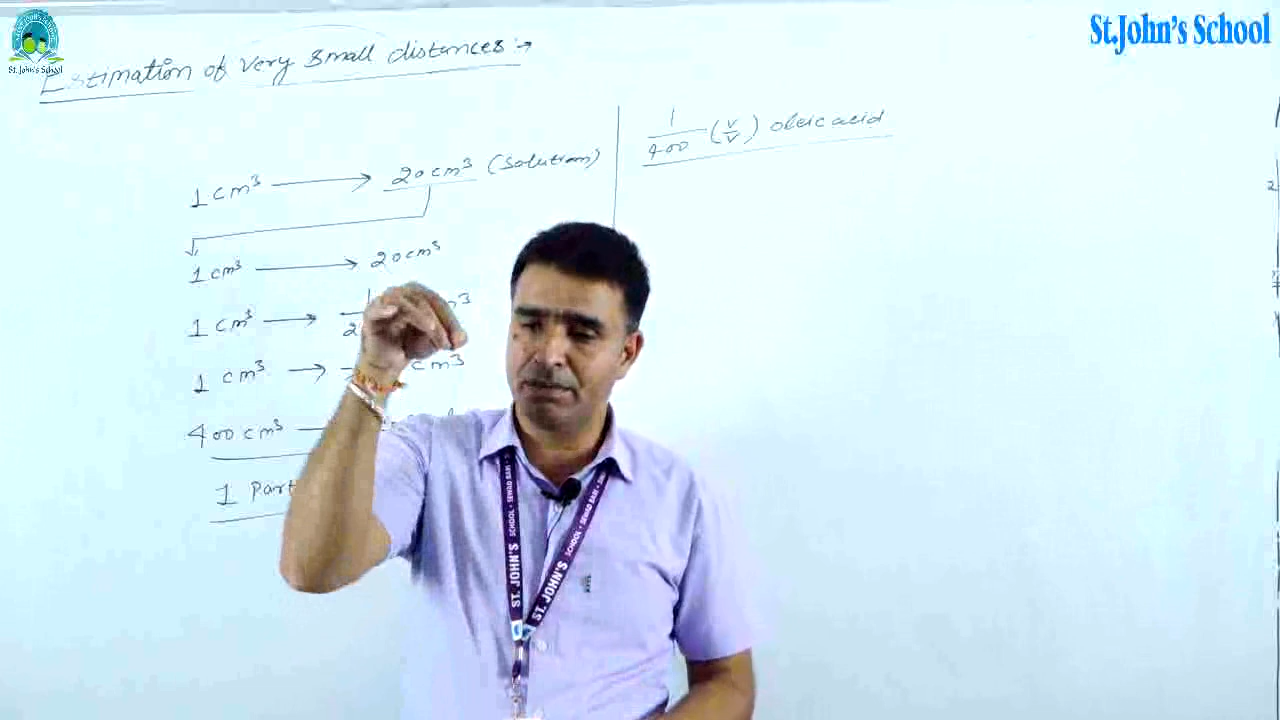 St. John's School
St.John's School
Estimation of very small distances :→
1 cm³ → 20 cm³ (Solution)
1 cm³ → 20 cm³
1 cm³ →
1 cm³ → cm³
400 cm³ —
1 Part
1/400 (v/v) oleic acid
ST. JOHN'S SCHOOL
ST. JOHN'S SCHOOL
2